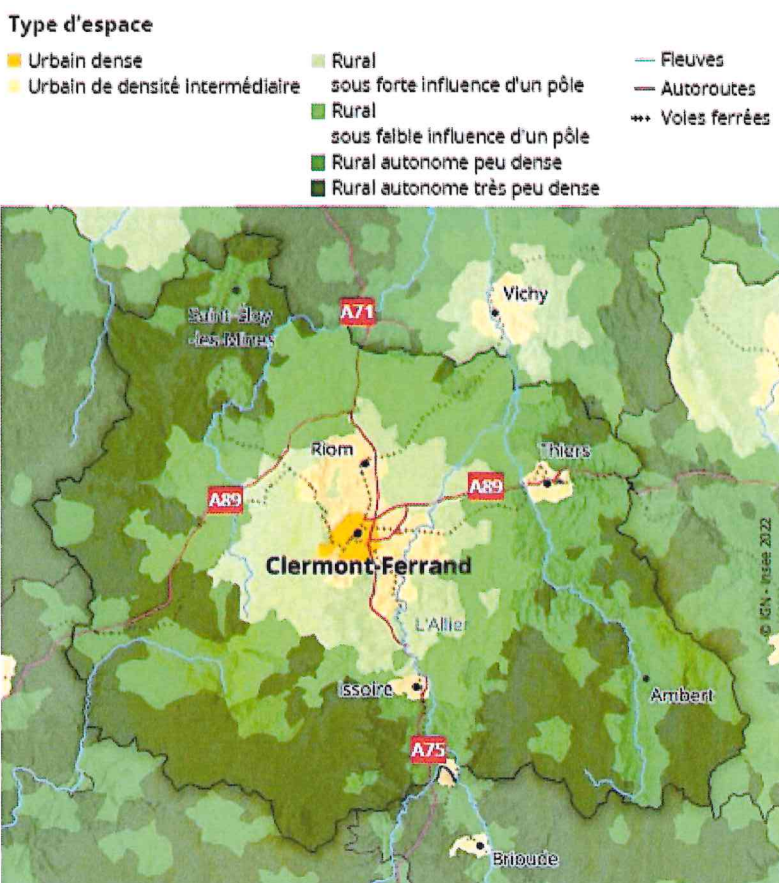 Type d'espace
Urbain dense
Urbain de densité intermédiaire
Rural
sous forte influence d'un pôle
Rural
sous faible influence d'un pôle
Rural autonome peu dense
Rural autonome très peu dense
Fleuves
Autoroutes
Voies ferrées
Vichy
A71
Saint-Éloy
-les-Mines
Riom
Thiers
A89
A89
Clermont-Ferrand
L'Allier
Issoire
Ambert
A75
Brioude
© IGN - Insee 2022